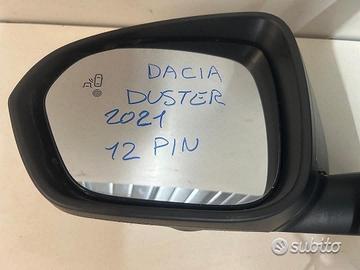 DACIA
DUSTER
2021
12 PIN
subito